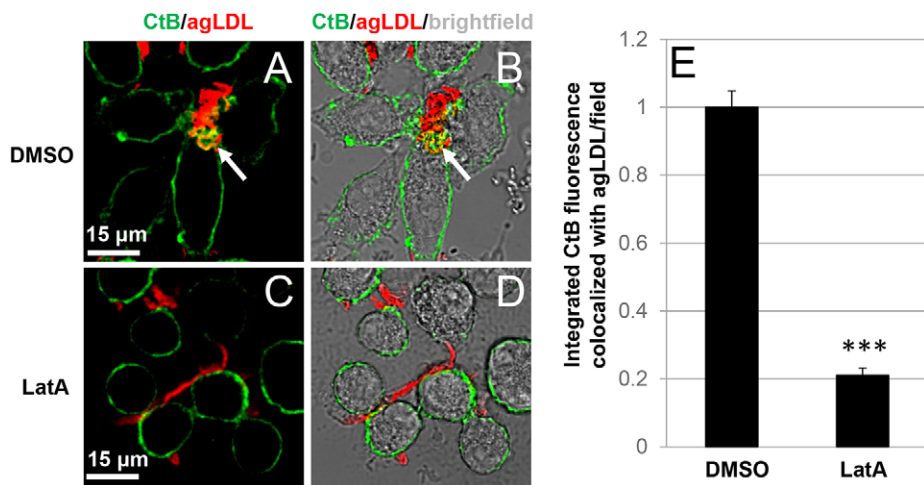 CtB/agLDL
CtB/agLDL/brightfield
A
B
DMSO
15 µm
C
D
LatA
15 µm
E
Integrated CtB fluorescence
colocalized with agLDL/field
1.2
1
0.8
0.6
0.4
0.2
0
***
DMSO
LatA